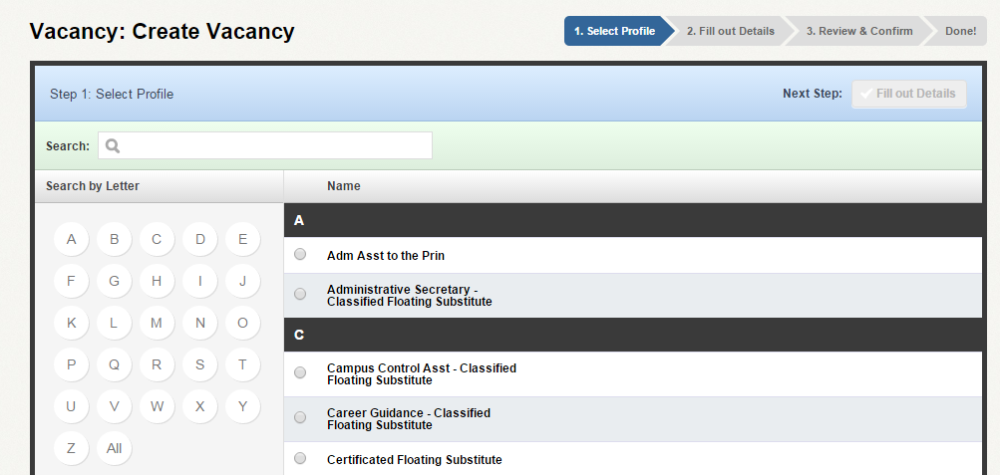 Vacancy: Create Vacancy
1. Select Profile
2. Fill out Details
3. Review & Confirm
Done!
Step 1: Select Profile
Next Step:
Fill out Details
Search:
Search by Letter
Name
A B C D E
F G H I J
K L M N O
P Q R S T
U V W X Y
Z All
A
Adm Asst to the Prin
Administrative Secretary -
Classified Floating Substitute
C
Campus Control Asst - Classified
Floating Substitute
Career Guidance - Classified
Floating Substitute
Certificated Floating Substitute